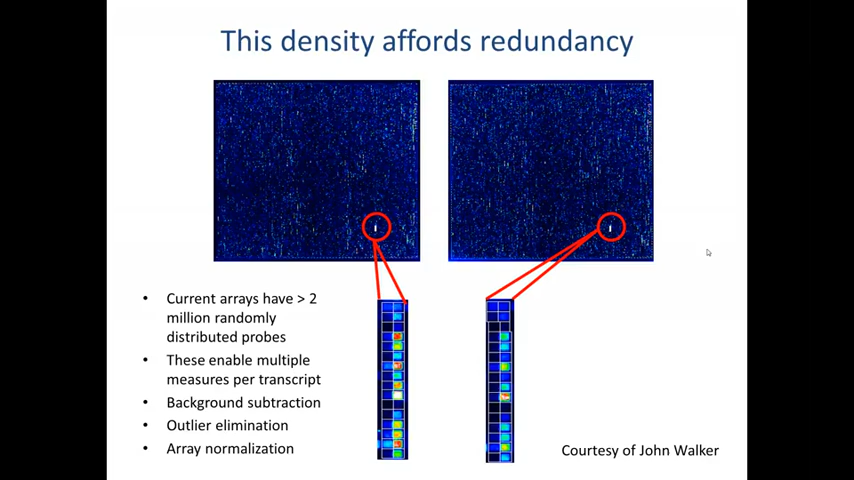 This density affords redundancy
• Current arrays have > 2
million randomly
distributed probes
• These enable multiple
measures per transcript
• Background subtraction
• Outlier elimination
• Array normalization
Courtesy of John Walker